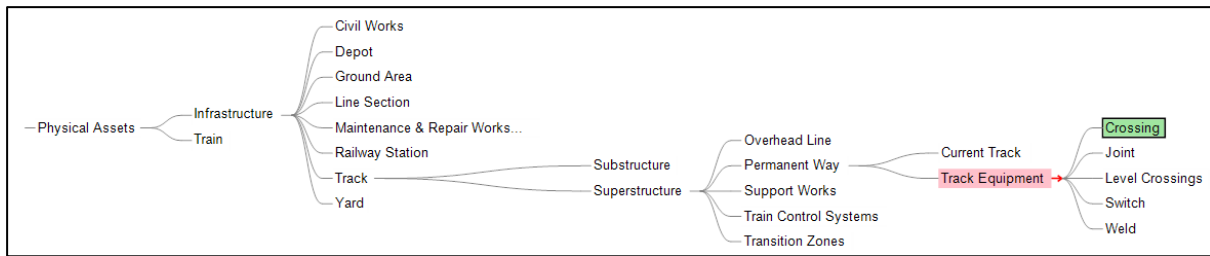 Physical Assets
Infrastructure
Train
Civil Works
Depot
Ground Area
Line Section
Maintenance & Repair Works...
Railway Station
Track
Yard
Substructure
Superstructure
Overhead Line
Permanent Way
Support Works
Train Control Systems
Transition Zones
Current Track
Track Equipment
Crossing
Joint
Level Crossings
Switch
Weld